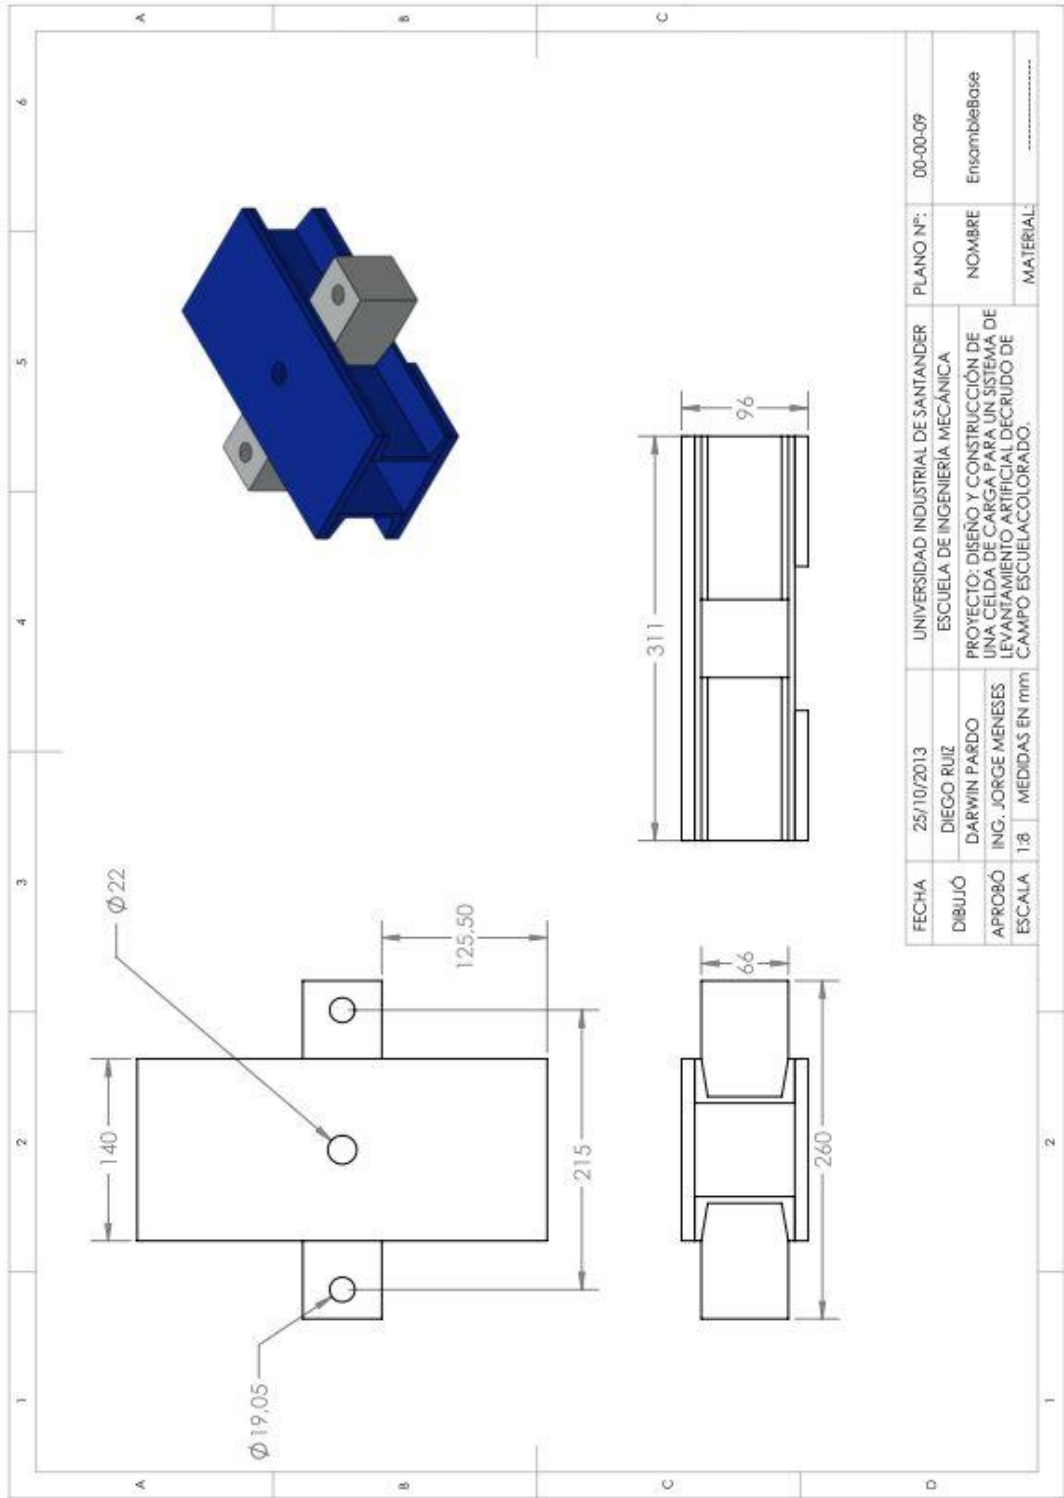 1
2
3
4
5
6
A
B
C
D
A
B
C
1
2
Ø19,05
140
Ø22
125,50
215
66
260
311
96
FECHA
25/10/2013
UNIVERSIDAD INDUSTRIAL DE SANTANDER
PLANO Nº:
00-00-09
DIBUJÓ
DIEGO RUIZ
ESCUELA DE INGENIERÍA MECÁNICA
DARWIN PARDO
NOMBRE
EnsambleBase
PROYECTO: DISEÑO Y CONSTRUCCIÓN DE
UNA CELDA DE CARGA PARA UN SISTEMA DE
LEVANTAMIENTO ARTIFICIAL DECRUDO DE
CAMPO ESCUELACOLORADO.
APROBÓ
ING. JORGE MENESES
ESCALA
1:8
MEDIDAS EN mm
MATERIAL:
----------------